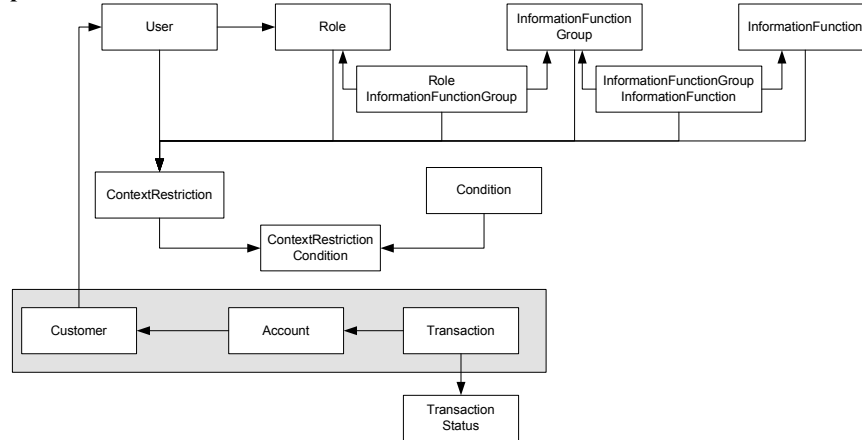 User
Role
InformationFunction
Group
InformationFunction
Role
InformationFunctionGroup
InformationFunctionGroup
InformationFunction
ContextRestriction
Condition
ContextRestriction
Condition
Customer
Account
Transaction
Transaction
Status